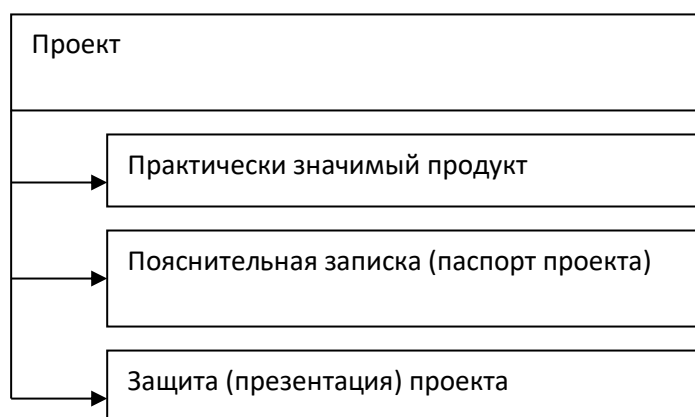 Проект
Практически значимый продукт
Пояснительная записка (паспорт проекта)
Защита (презентация) проекта